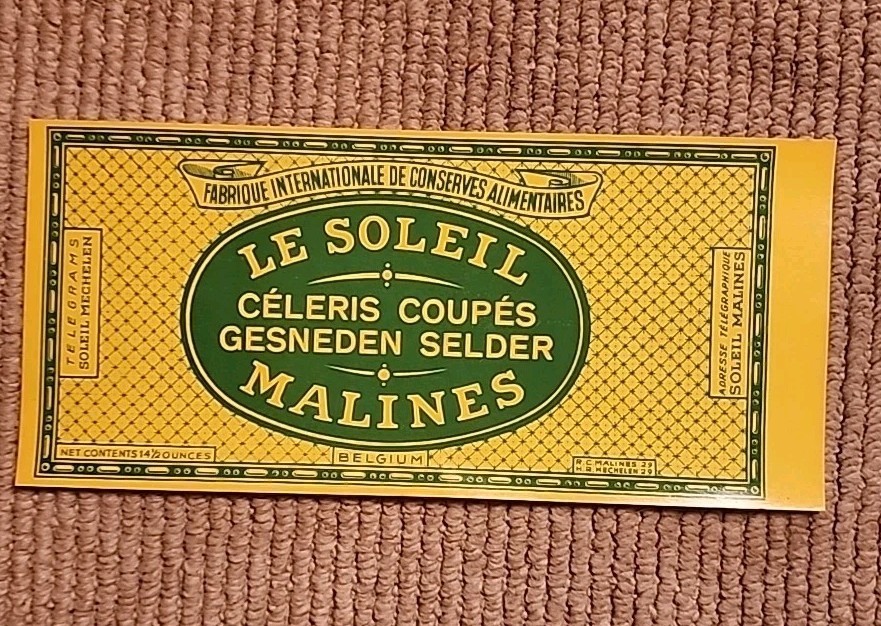 FABRIQUE INTERNATIONALE DE CONSERVES ALIMENTAIRES
LE SOLEIL
CÉLERIS COUPÉS
GESNEDEN SELDER
MALINES
TELEGRAMS
SOLEIL MECHELEN
ADRESSE TÉLÉGRAPHIQUE
SOLEIL MALINES
NET CONTENTS 14½ OUNCES
BELGIUM
R.C. MALINES 29
H.R. MECHELEN 29